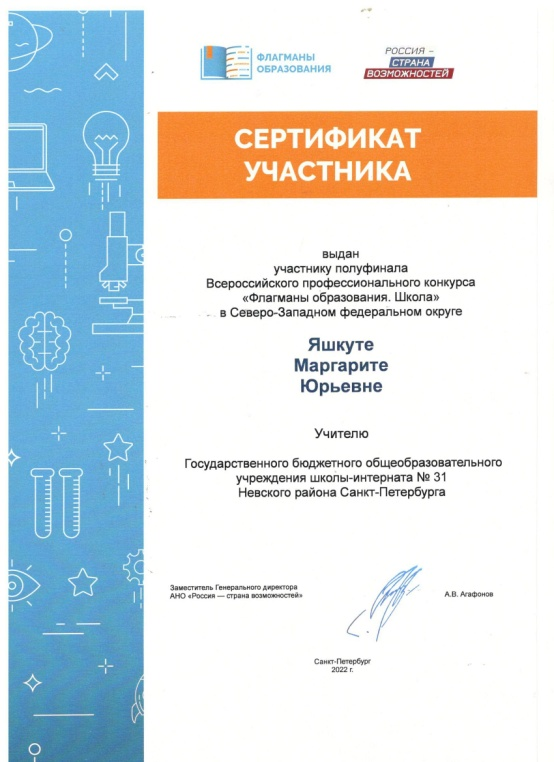 ФЛАГМАНЫ
ОБРАЗОВАНИЯ
РОССИЯ –
СТРАНА
ВОЗМОЖНОСТЕЙ
СЕРТИФИКАТ
УЧАСТНИКА
выдан
участнику полуфинала
Всероссийского профессионального конкурса
«Флагманы образования. Школа»
в Северо-Западном федеральном округе
Яшкуте
Маргарите
Юрьевне
Учителю
Государственного бюджетного общеобразовательного
учреждения школы-интерната № 31
Невского района Санкт-Петербурга
Заместитель Генерального директора
АНО «Россия — страна возможностей»
А.В. Агафонов
Санкт-Петербург
2022 г.